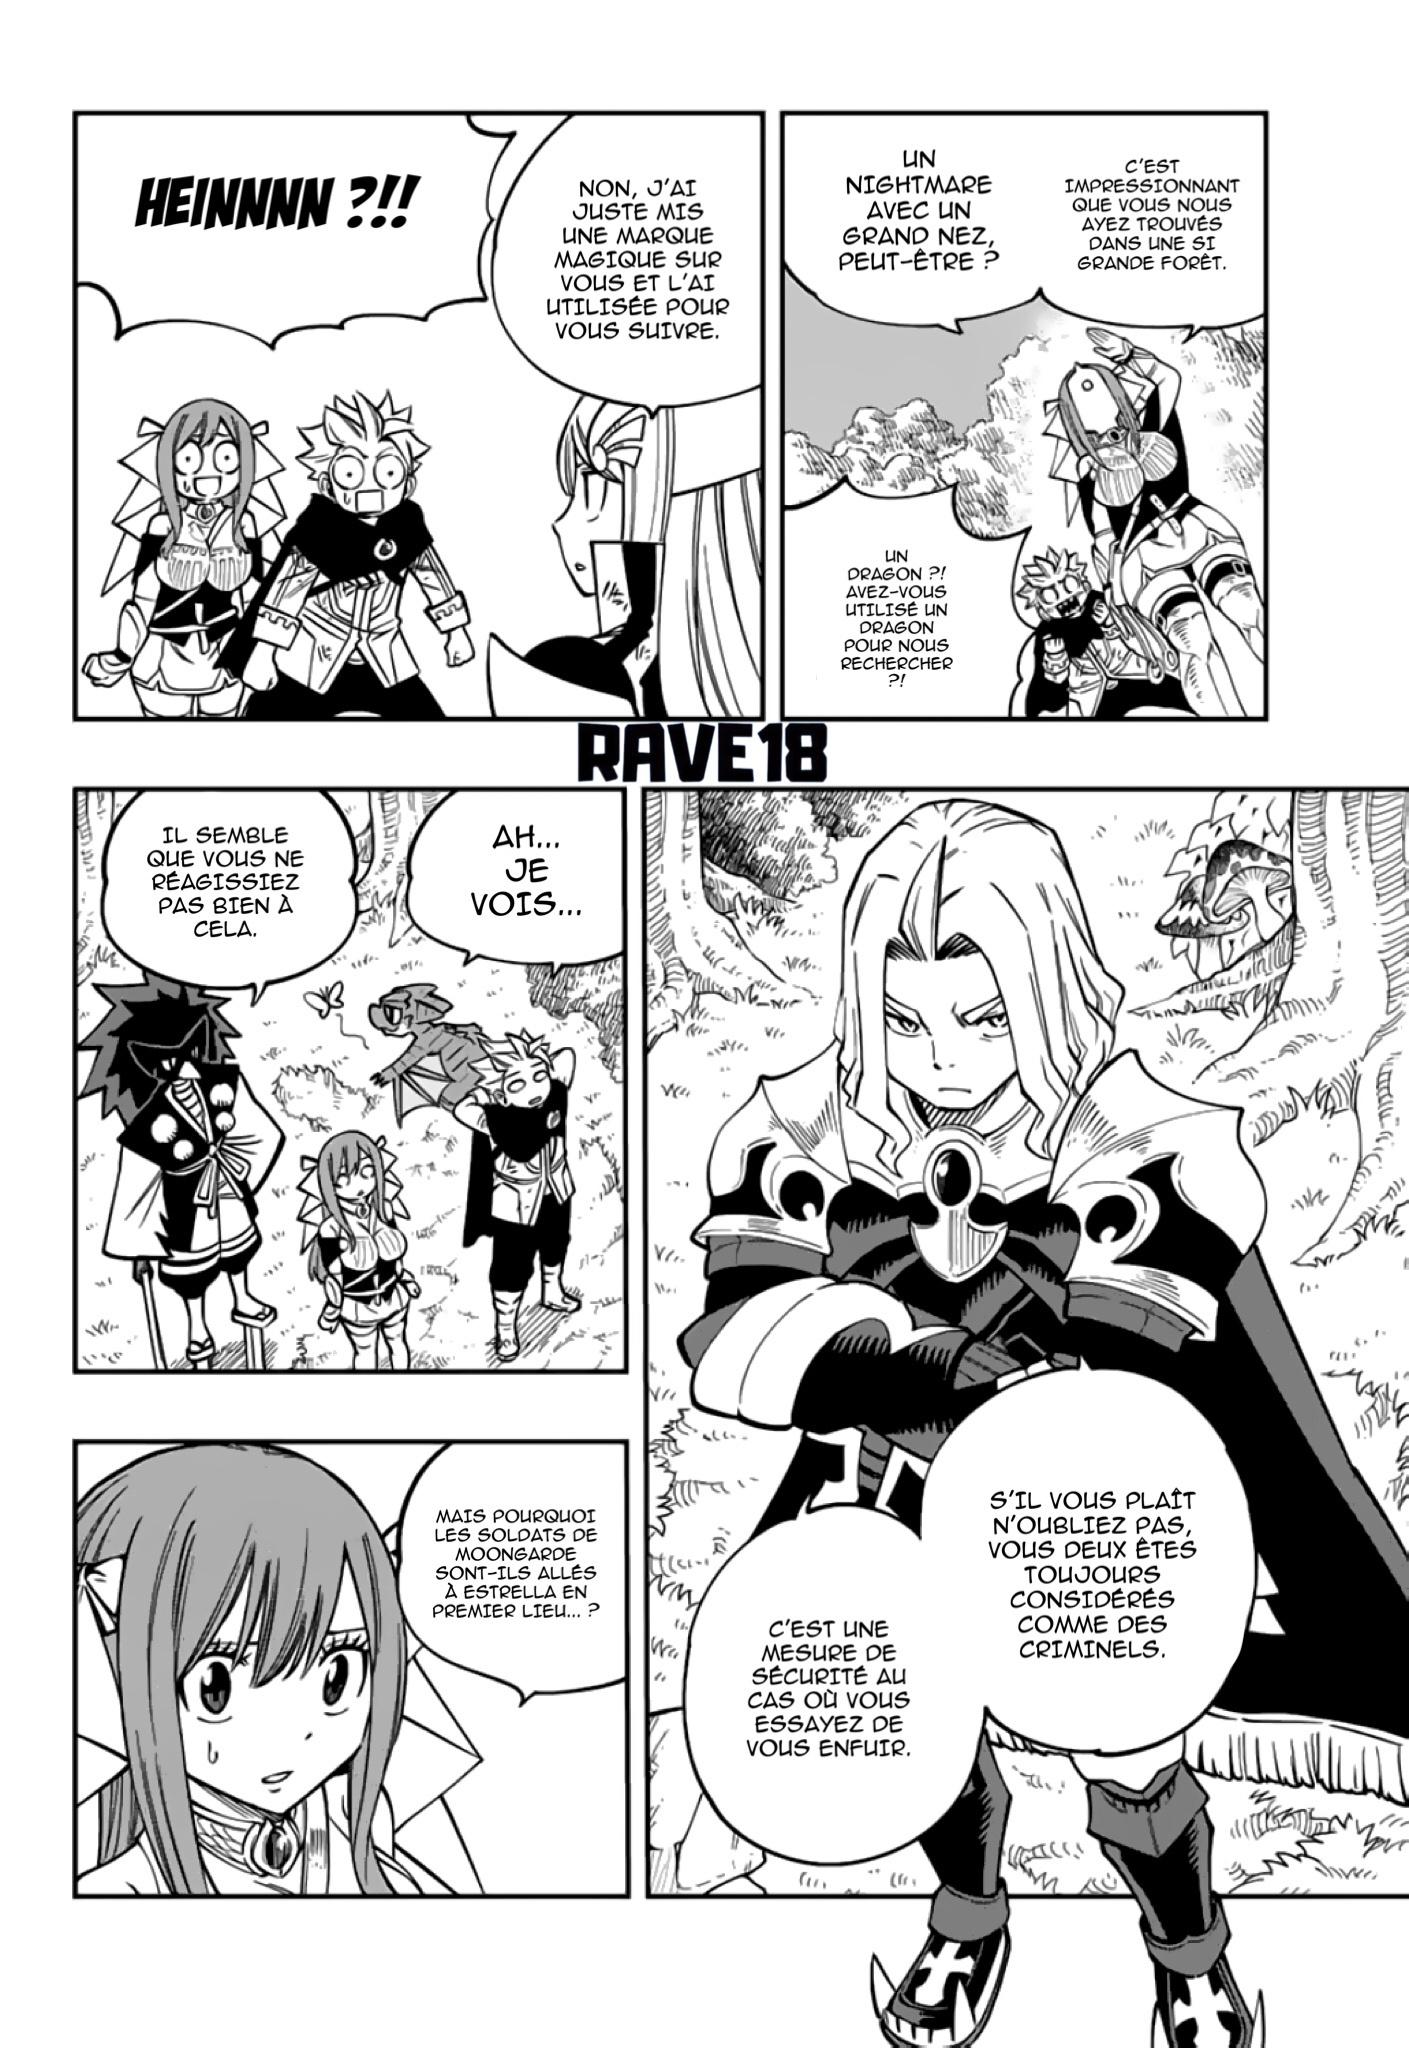 C'EST
IMPRESSIONNANT
QUE VOUS NOUS
AYEZ TROUVÉS
DANS UNE SI
GRANDE FORÊT.
UN
NIGHTMARE
AVEC UN
GRAND NEZ,
PEUT-ÊTRE ?
UN
DRAGON ?!
AVEZ-VOUS
UTILISÉ UN
DRAGON
POUR NOUS
RECHERCHER
?!
NON, J'AI
JUSTE MIS
UNE MARQUE
MAGIQUE SUR
VOUS ET L'AI
UTILISÉE POUR
VOUS SUIVRE.
HEINNNN ?!!
RAVE18
S'IL VOUS PLAÎT
N'OUBLIEZ PAS,
VOUS DEUX ÊTES
TOUJOURS
CONSIDÉRÉS
COMME DES
CRIMINELS.
C'EST UNE
MESURE DE
SÉCURITÉ AU
CAS OÙ VOUS
ESSAYEZ DE
VOUS ENFUIR.
AH...
JE
VOIS...
IL SEMBLE
QUE VOUS NE
RÉAGISSIEZ
PAS BIEN À
CELA.
MAIS POURQUOI
LES SOLDATS DE
MOONGARDE
SONT-ILS ALLÉS
À ESTRELLA EN
PREMIER LIEU... ?